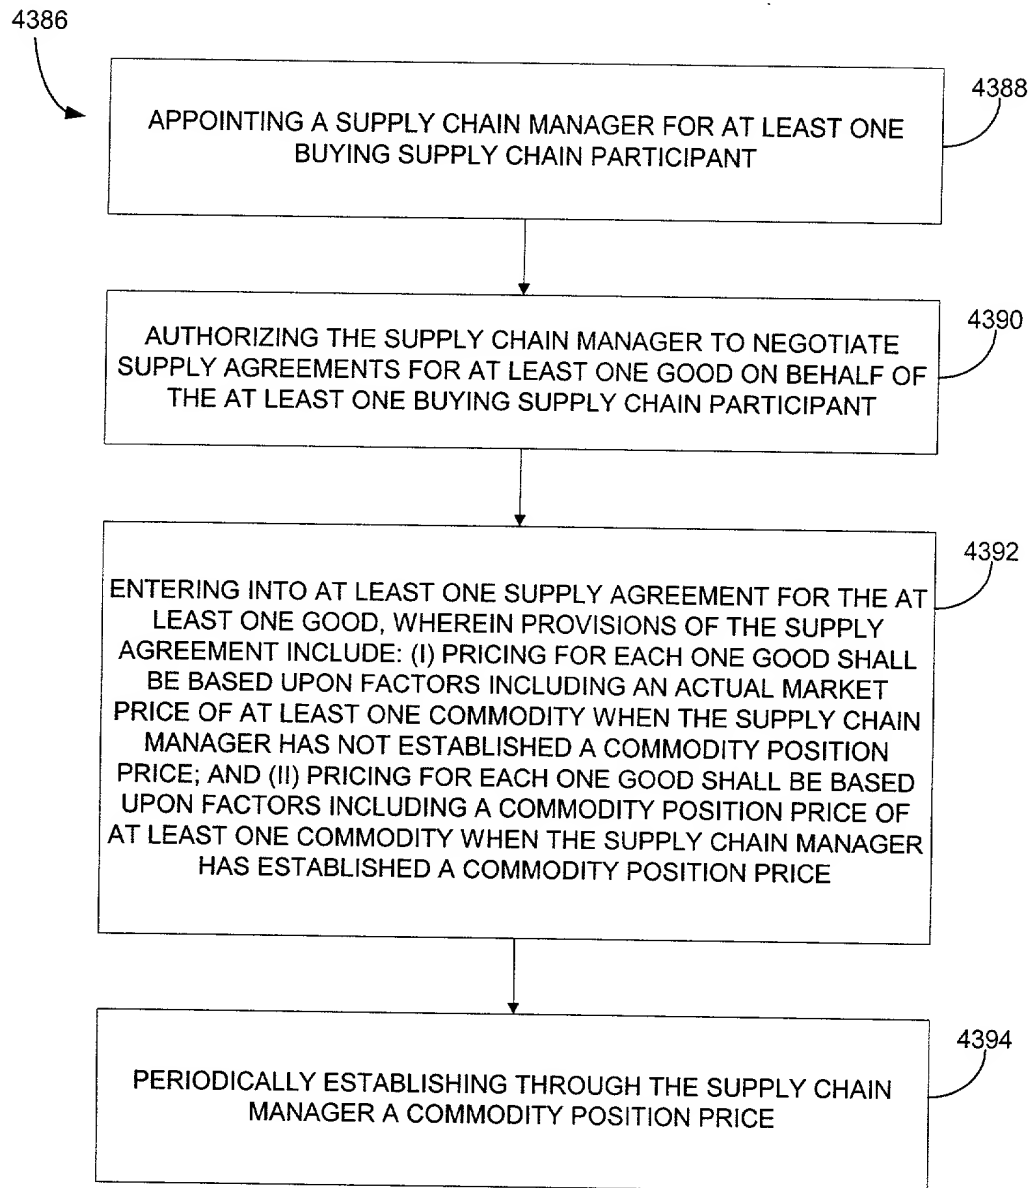 4386
4388
APPOINTING A SUPPLY CHAIN MANAGER FOR AT LEAST ONE
BUYING SUPPLY CHAIN PARTICIPANT
4390
AUTHORIZING THE SUPPLY CHAIN MANAGER TO NEGOTIATE
SUPPLY AGREEMENTS FOR AT LEAST ONE GOOD ON BEHALF OF
THE AT LEAST ONE BUYING SUPPLY CHAIN PARTICIPANT
4392
ENTERING INTO AT LEAST ONE SUPPLY AGREEMENT FOR THE AT
LEAST ONE GOOD, WHEREIN PROVISIONS OF THE SUPPLY
AGREEMENT INCLUDE: (I) PRICING FOR EACH ONE GOOD SHALL
BE BASED UPON FACTORS INCLUDING AN ACTUAL MARKET
PRICE OF AT LEAST ONE COMMODITY WHEN THE SUPPLY CHAIN
MANAGER HAS NOT ESTABLISHED A COMMODITY POSITION
PRICE; AND (II) PRICING FOR EACH ONE GOOD SHALL BE BASED
UPON FACTORS INCLUDING A COMMODITY POSITION PRICE OF
AT LEAST ONE COMMODITY WHEN THE SUPPLY CHAIN MANAGER
HAS ESTABLISHED A COMMODITY POSITION PRICE
4394
PERIODICALLY ESTABLISHING THROUGH THE SUPPLY CHAIN
MANAGER A COMMODITY POSITION PRICE